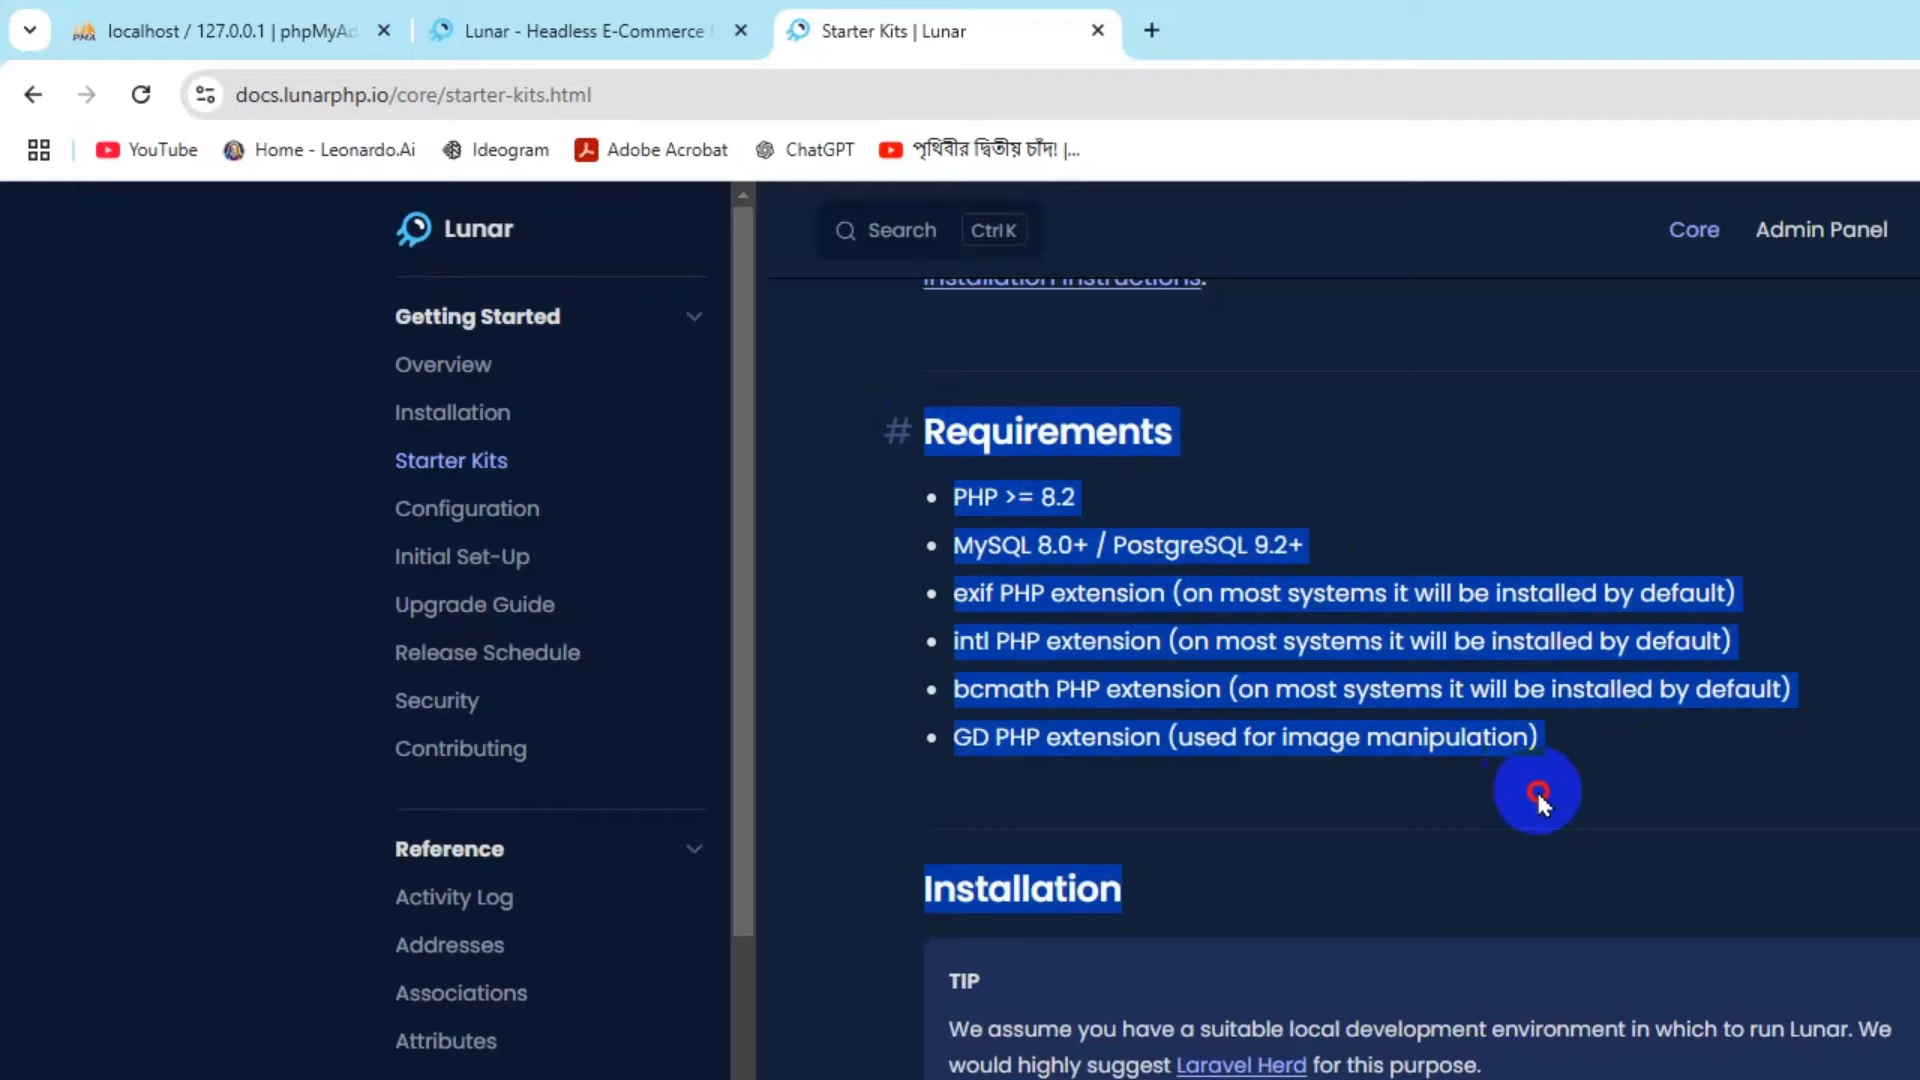 localhost / 127.0.0.1 | phpMyAd
Lunar - Headless E-Commerce
Starter Kits | Lunar
docs.lunarphp.io/core/starter-kits.html
YouTube
Home - Leonardo.Ai
Ideogram
Adobe Acrobat
ChatGPT
পৃথিবীর দ্বিতীয় চাঁদ! |...
Lunar
Search
Ctrl K
Core
Admin Panel
Getting Started
Overview
Installation
Starter Kits
Configuration
Initial Set-Up
Upgrade Guide
Release Schedule
Security
Contributing
Reference
Activity Log
Addresses
Associations
Attributes
installation instructions.
# Requirements
• PHP >= 8.2
• MySQL 8.0+ / PostgreSQL 9.2+
• exif PHP extension (on most systems it will be installed by default)
• intl PHP extension (on most systems it will be installed by default)
• bcmath PHP extension (on most systems it will be installed by default)
• GD PHP extension (used for image manipulation)
Installation
TIP
We assume you have a suitable local development environment in which to run Lunar. We
would highly suggest Laravel Herd for this purpose.